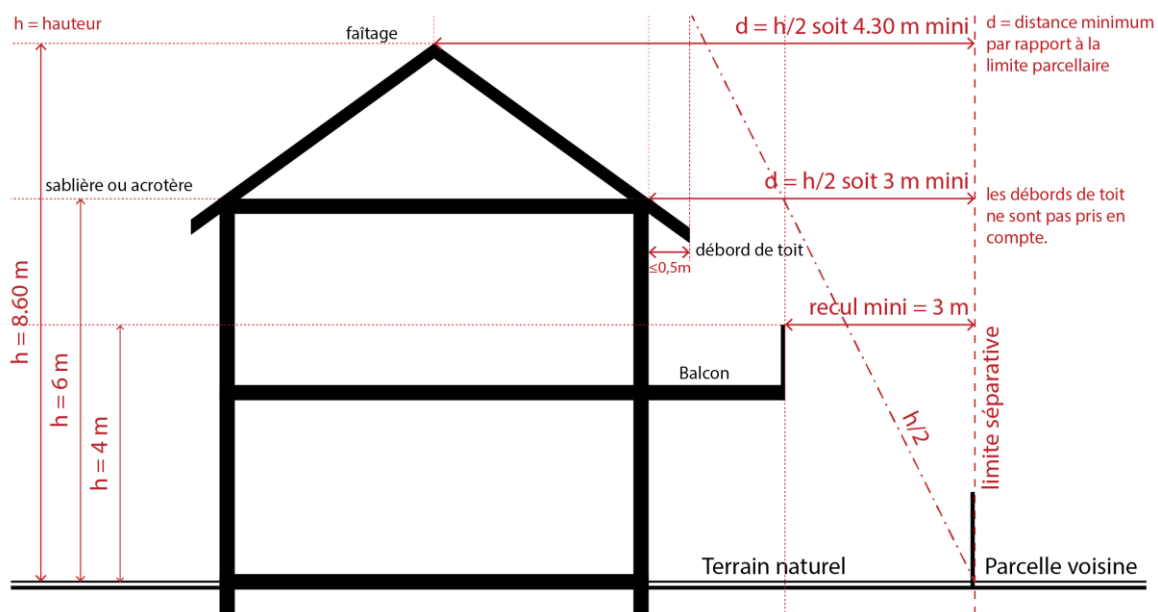 h = hauteur
faîtage
d = h/2 soit 4.30 m mini
d = distance minimum
par rapport à la
limite parcellaire
sablière ou acrotère
d = h/2 soit 3 m mini
les débords de toit
ne sont pas pris en
compte.
débord de toit
≤0,5m
recul mini = 3 m
h = 8.60 m
h = 6 m
h = 4 m
Balcon
h/2
limite séparative
Terrain naturel
Parcelle voisine